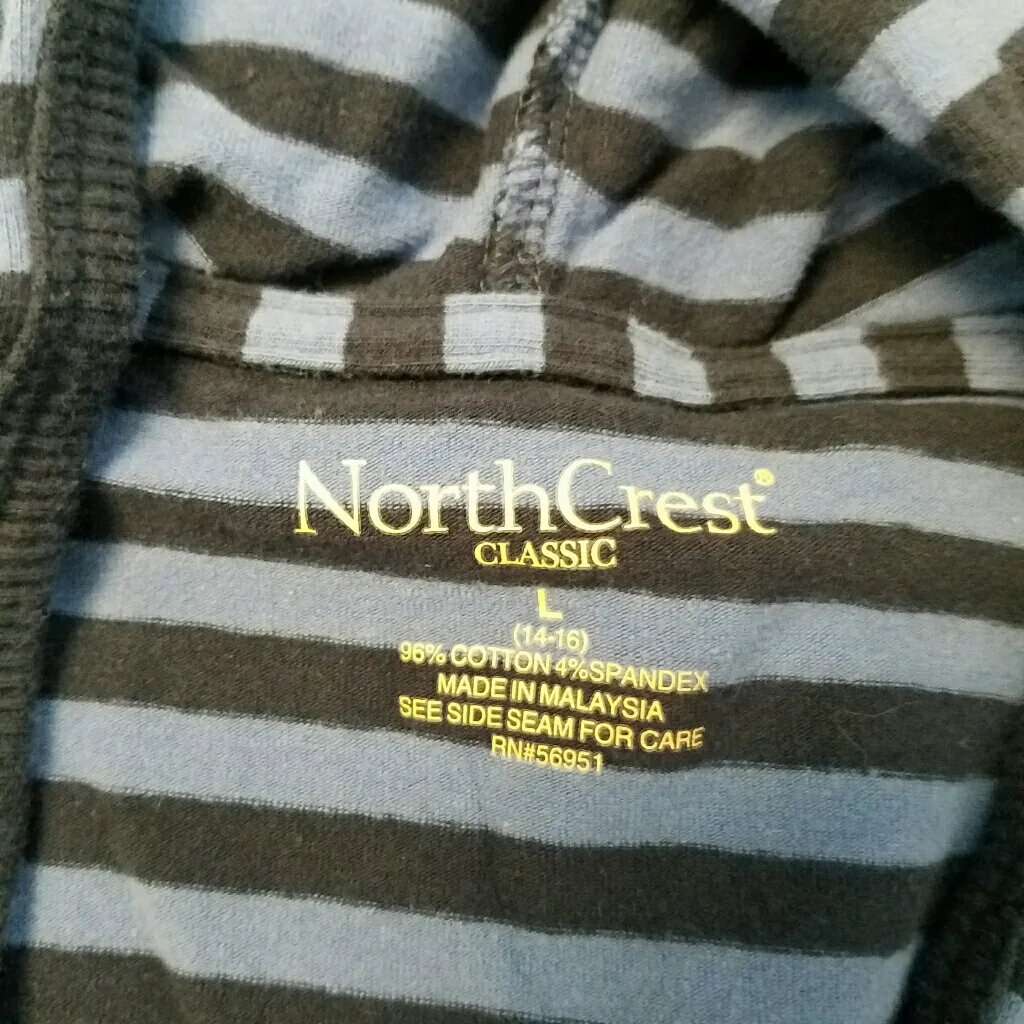 NorthCrest®
CLASSIC
L
(14-16)
96% COTTON 4%SPANDEX
MADE IN MALAYSIA
SEE SIDE SEAM FOR CARE
RN#56951